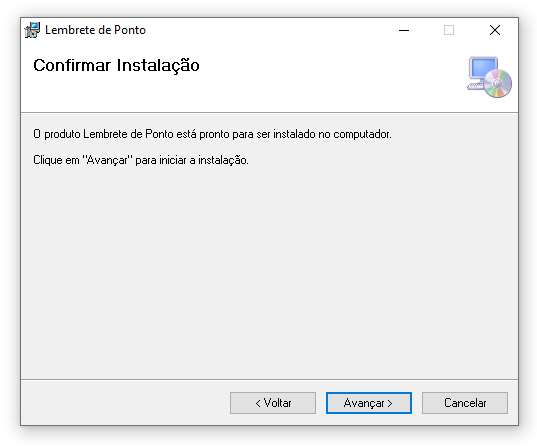 Lembrete de Ponto
Confirmar Instalação
O produto Lembrete de Ponto está pronto para ser instalado no computador.
Clique em "Avançar" para iniciar a instalação.
< Voltar
Avançar >
Cancelar